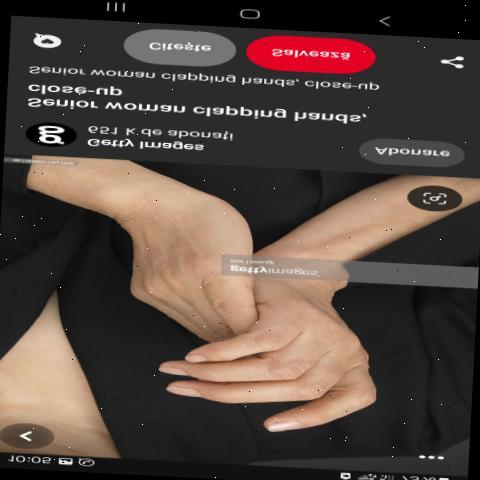 10:05
gettyimages
Getty Images
651 K de abonați
Abonare
Senior woman clapping hands,
close-up
Senior woman clapping hands, close-up
Citește
Salvează